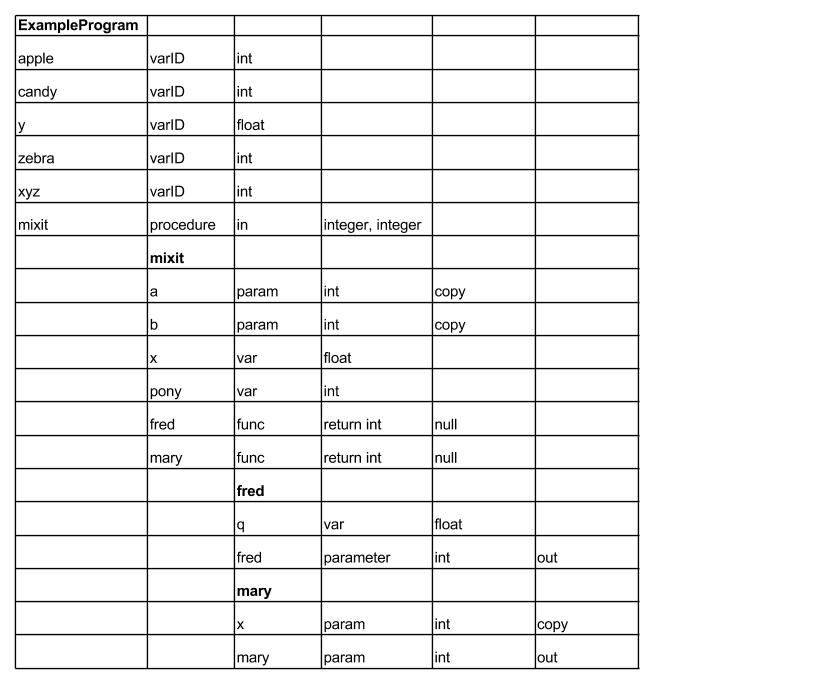 ExampleProgram
apple varID int
candy varID int
y varID float
zebra varID int
xyz varID int
mixit procedure in integer, integer
mixit
a param int copy
b param int copy
x var float
pony var int
fred func return int null
mary func return int null
fred
q var float
fred parameter int out
mary
x param int copy
mary param int out